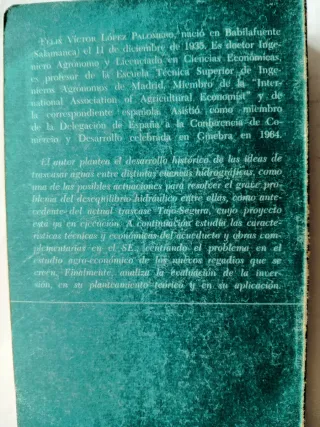 FELIX VÍCTOR LÓPEZ PALOMERO, nació en Babilafuente
Salamanca) el 11 de diciembre de 1935. Es doctor Inge-
niero Agrónomo y Licenciado en Ciencias Económicas,
es profesor de la Escuela Técnica Superior de Inge-
nieros Agrónomos de Madrid. Miembro de la "Inter-
national Association of Agricultural Economist" y de
la correspondiente española. Asistió como miembro
de la Delegación de España a la Conferencia de Co-
mercio y Desarrollo celebrada en Ginebra en 1964.
El autor plantea el desarrollo histórico de las ideas de
trasvasar aguas entre distintas cuencas hidrográficas, como
una de las posibles actuaciones para resolver el grave pro-
blema del desequilibrio hidráulico entre ellas, como ante-
cedente del actual trasvase Tajo-Segura, cuyo proyecto
está ya en ejecución. A continuación estudia las caracte-
rísticas técnicas y económicas del acueducto y obras com-
plementarias en el SE., centrando el problema en el
estudio agro-económico de los nuevos regadíos que se
creen. Finalmente, analiza la evaluación de la inver-
sión, en su planteamiento teórico y en su aplicación.